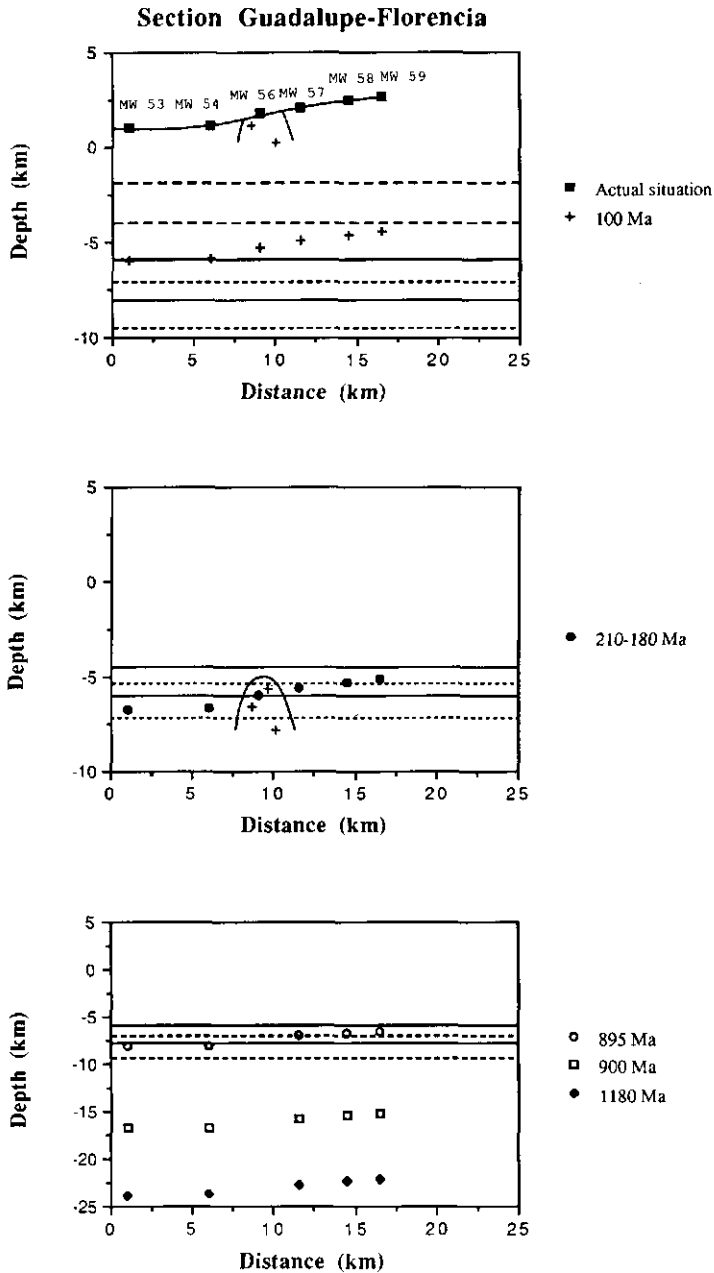 Section Guadalupe-Florencia
5
0
-5
-10
Depth (km)
MW 53 MW 54 MW 56 MW 57 MW 58 MW 59
0 5 10 15 20 25
Distance (km)
Actual situation
100 Ma
5
0
-5
-10
Depth (km)
0 5 10 15 20 25
Distance (km)
210-180 Ma
5
0
-5
-10
-15
-20
-25
Depth (km)
0 5 10 15 20 25
Distance (km)
895 Ma
900 Ma
1180 Ma